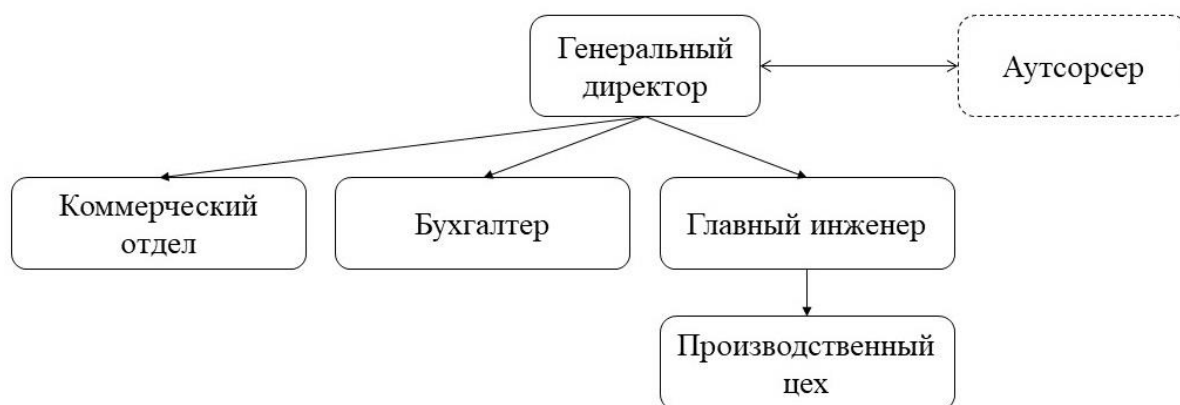 Генеральный
директор
Аутсорсер
Коммерческий
отдел
Бухгалтер
Главный инженер
Производственный
цех